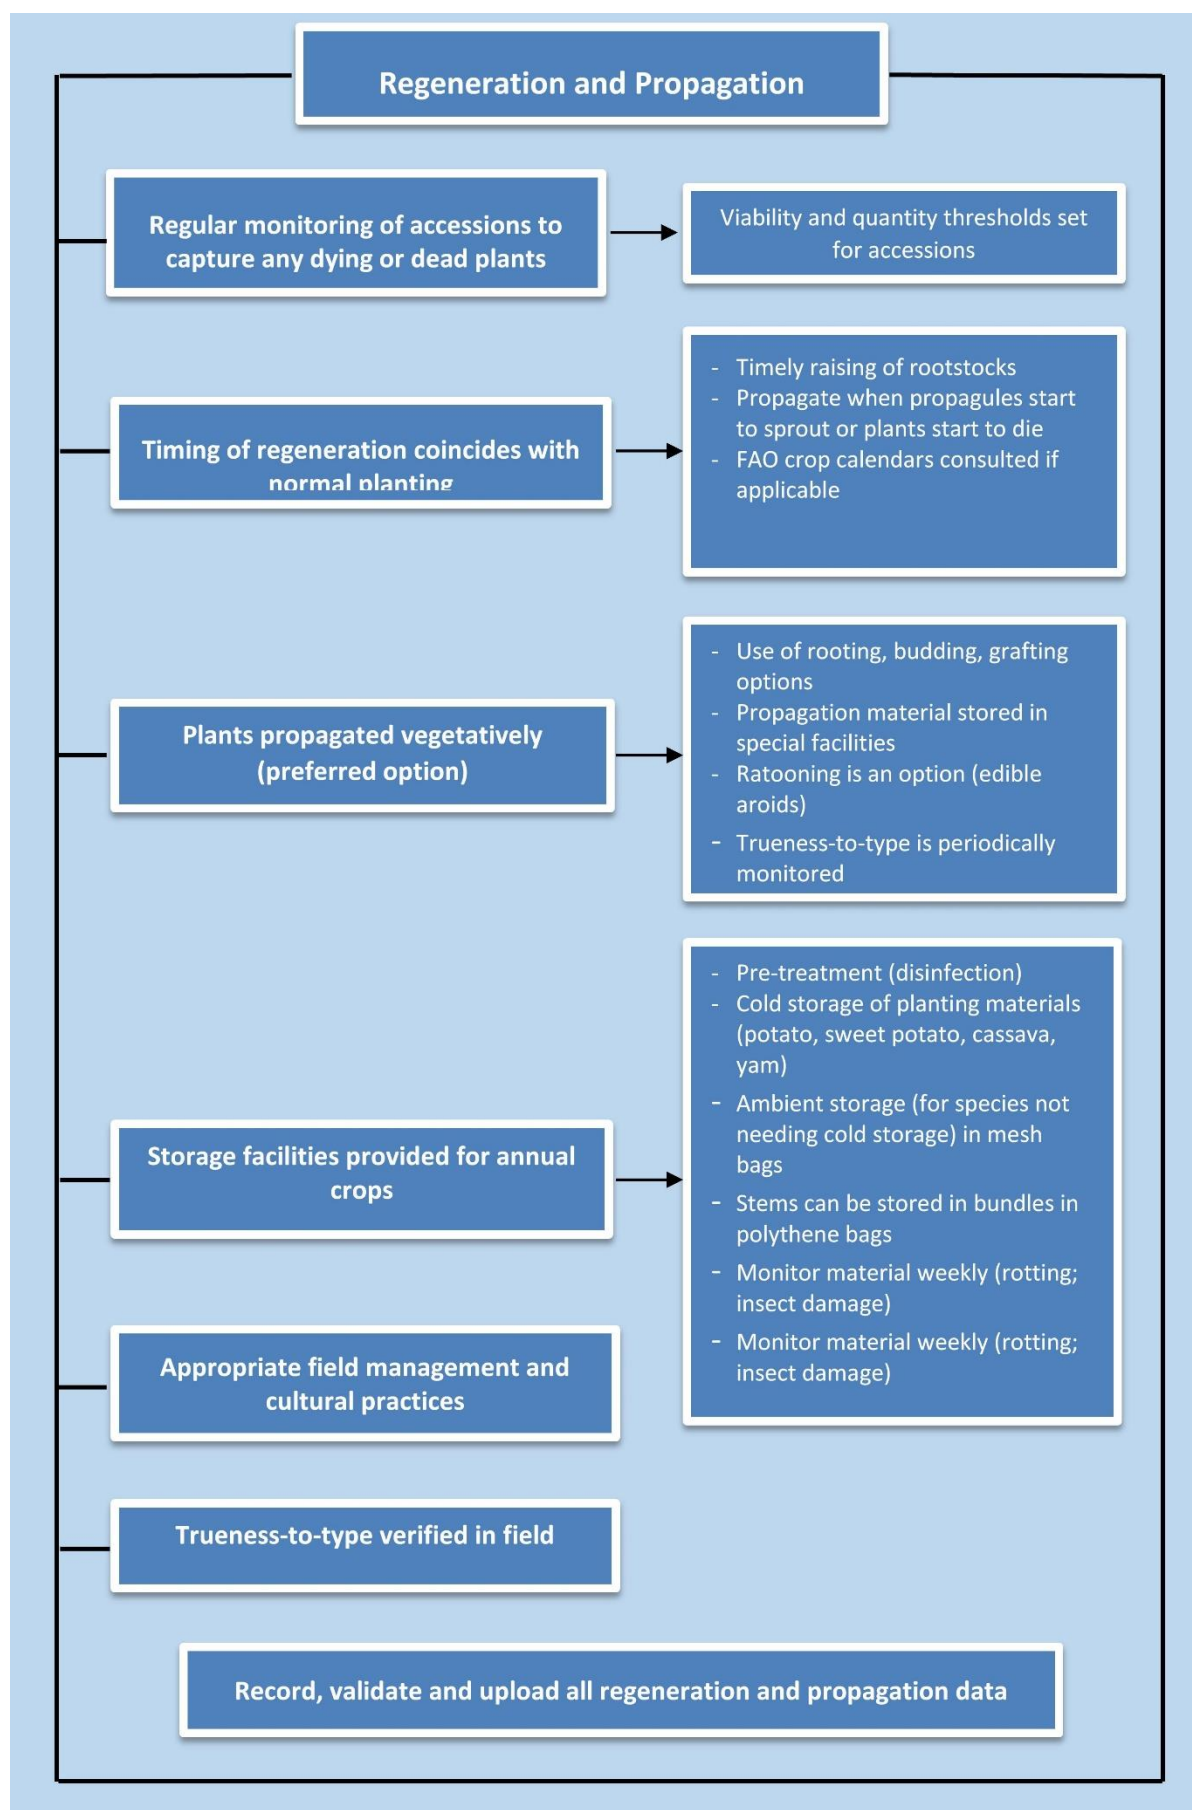 Regeneration and Propagation
Regular monitoring of accessions to
capture any dying or dead plants
Viability and quantity thresholds set
for accessions
Timing of regeneration coincides with
normal planting
- Timely raising of rootstocks
- Propagate when propagules start
to sprout or plants start to die
- FAO crop calendars consulted if
applicable
Plants propagated vegetatively
(preferred option)
- Use of rooting, budding, grafting
options
- Propagation material stored in
special facilities
- Ratooning is an option (edible
aroids)
- Trueness-to-type is periodically
monitored
Storage facilities provided for annual
crops
- Pre-treatment (disinfection)
- Cold storage of planting materials
(potato, sweet potato, cassava,
yam)
- Ambient storage (for species not
needing cold storage) in mesh
bags
- Stems can be stored in bundles in
polythene bags
- Monitor material weekly (rotting;
insect damage)
- Monitor material weekly (rotting;
insect damage)
Appropriate field management and
cultural practices
Trueness-to-type verified in field
Record, validate and upload all regeneration and propagation data